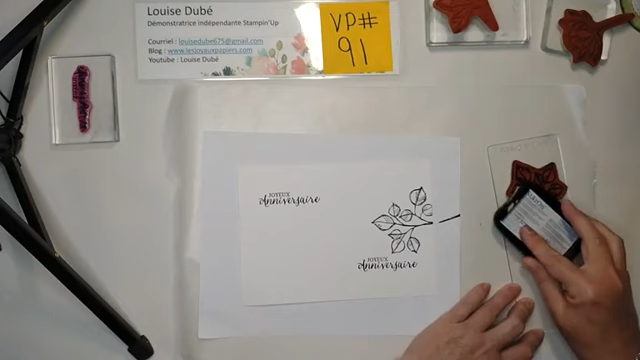 Louise Dubé
Démonstratrice indépendante Stampin'Up
Courriel : louisedube675@gmail.com
Blog : www.lesjoyauxpapiers.com
Youtube : Louise Dubé
VP#
91
JOYEUX
Anniversaire
JOYEUX
Anniversaire